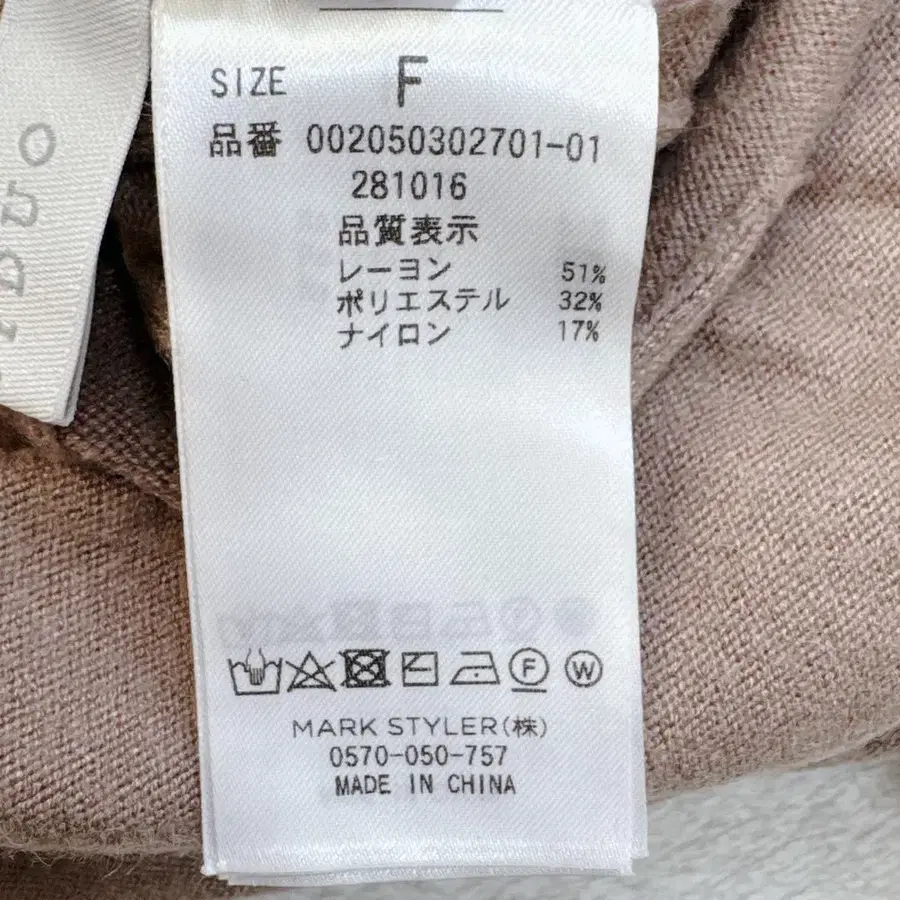 SIZE F
品番 002050302701-01
281016
品質表示
レーヨン 51%
ポリエステル 32%
ナイロン 17%
F W
MARK STYLER(株)
0570-050-757
MADE IN CHINA